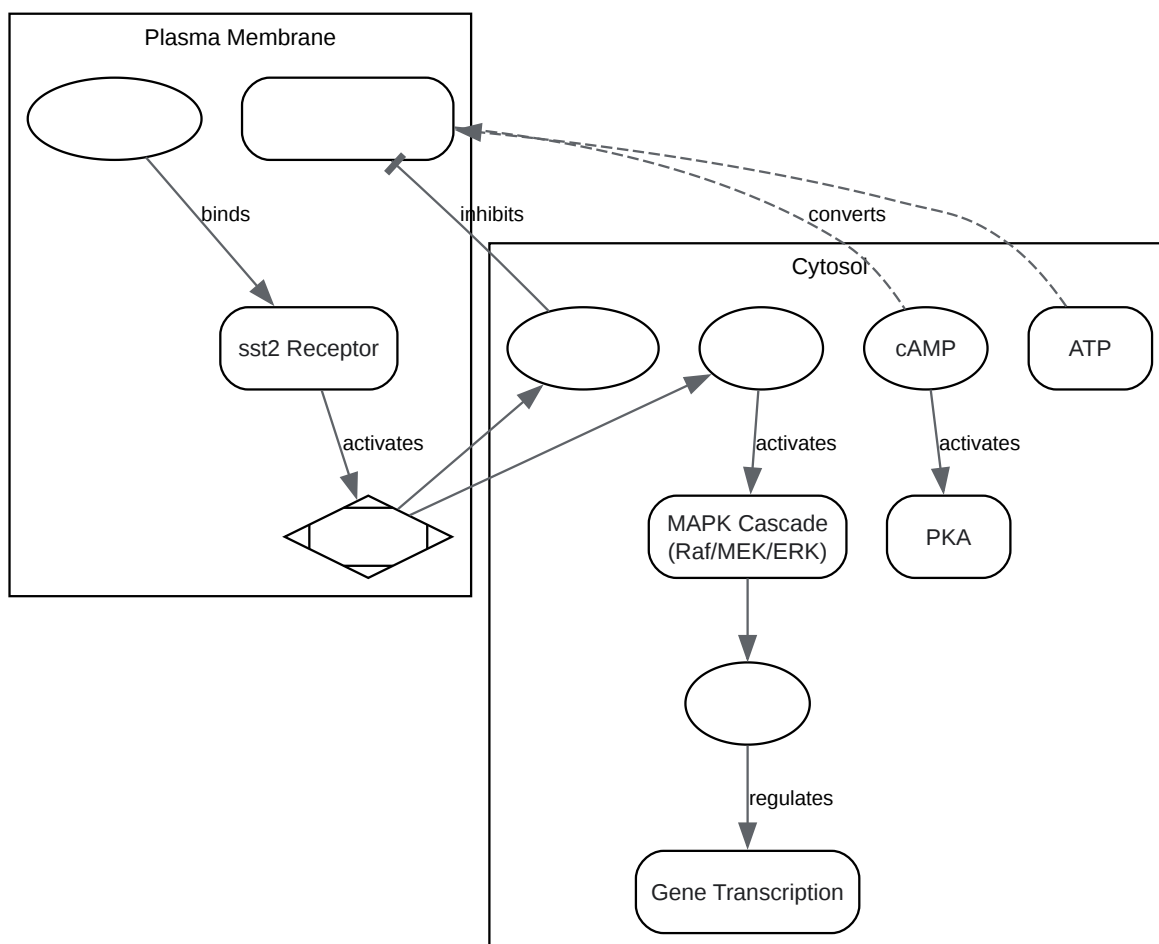 Plasma Membrane
binds
inhibits
converts
Cytosol
sst2 Receptor
cAMP
ATP
activates
activates
activates
MAPK Cascade
(Raf/MEK/ERK)
PKA
regulates
Gene Transcription